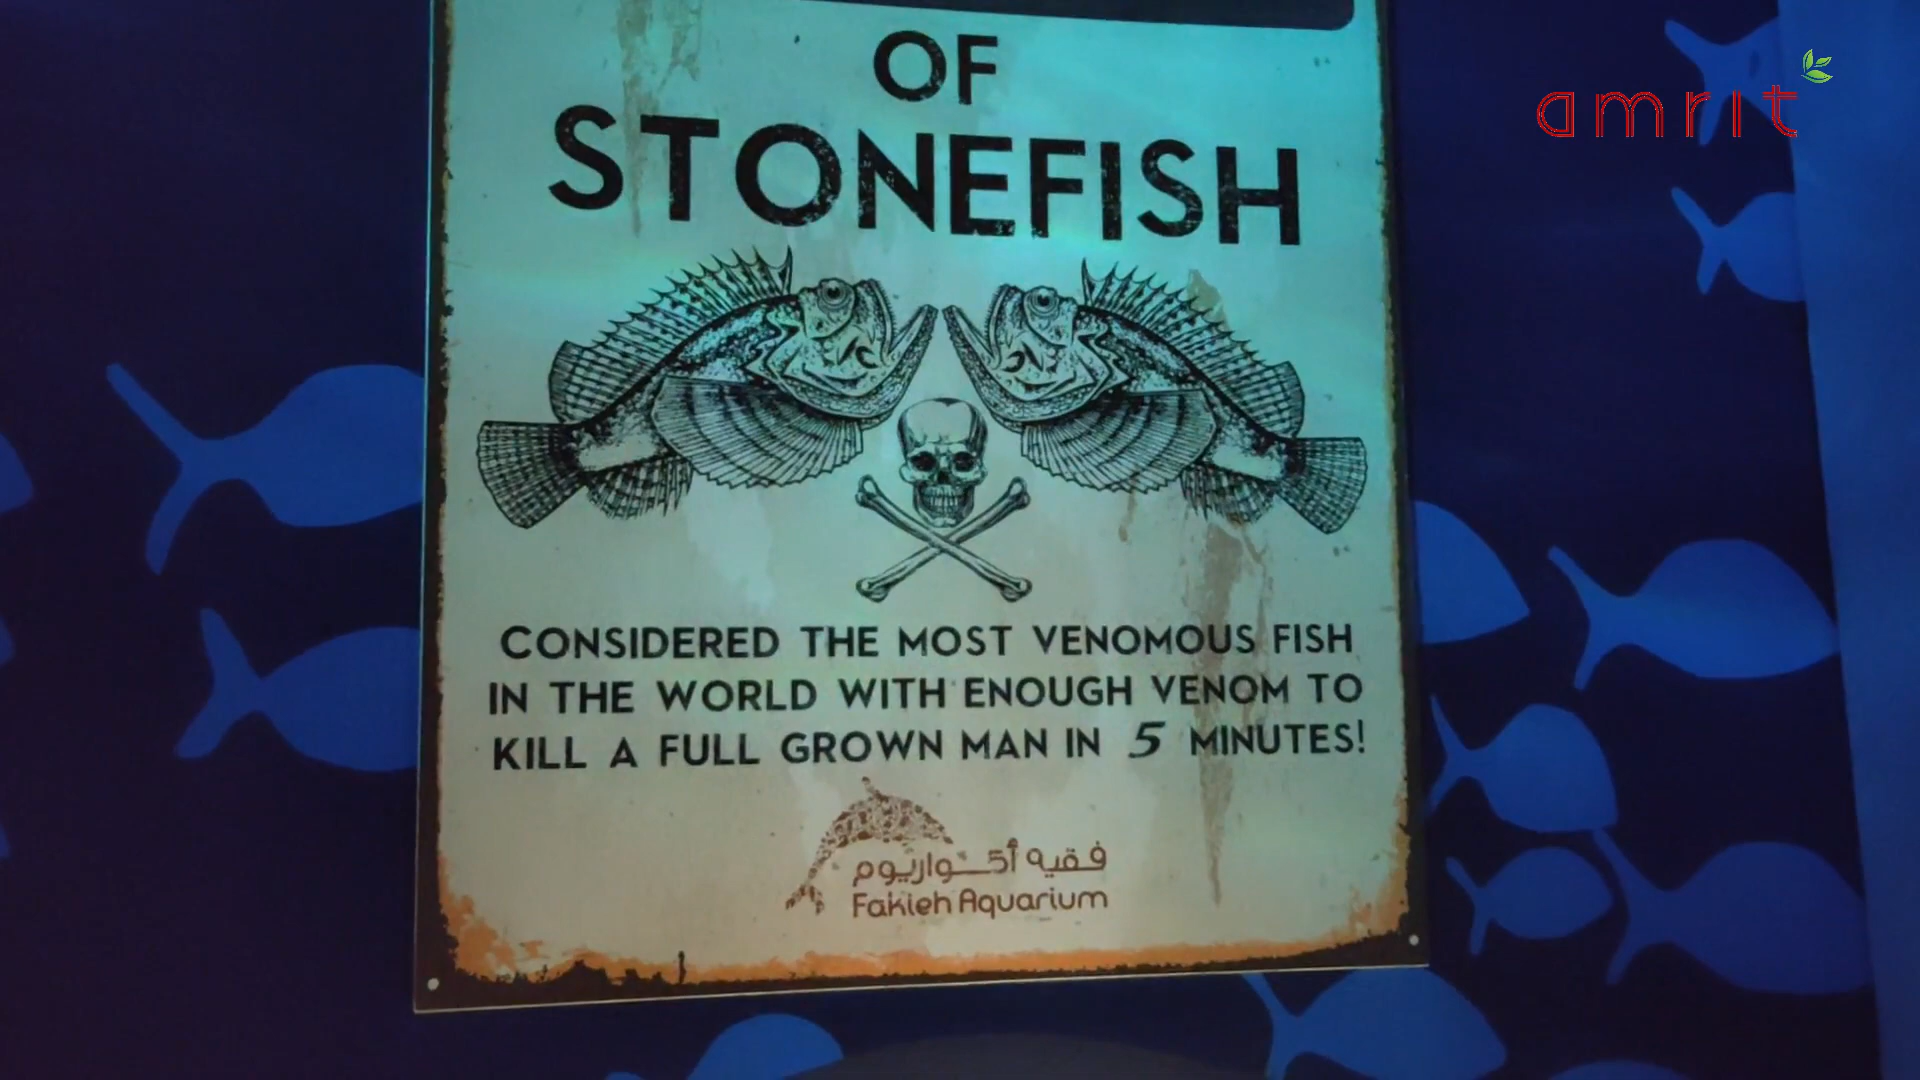 amrit
OF
STONEFISH
CONSIDERED THE MOST VENOMOUS FISH
IN THE WORLD WITH ENOUGH VENOM TO
KILL A FULL GROWN MAN IN 5 MINUTES!
فقيه أكواريوم
Fakieh Aquarium